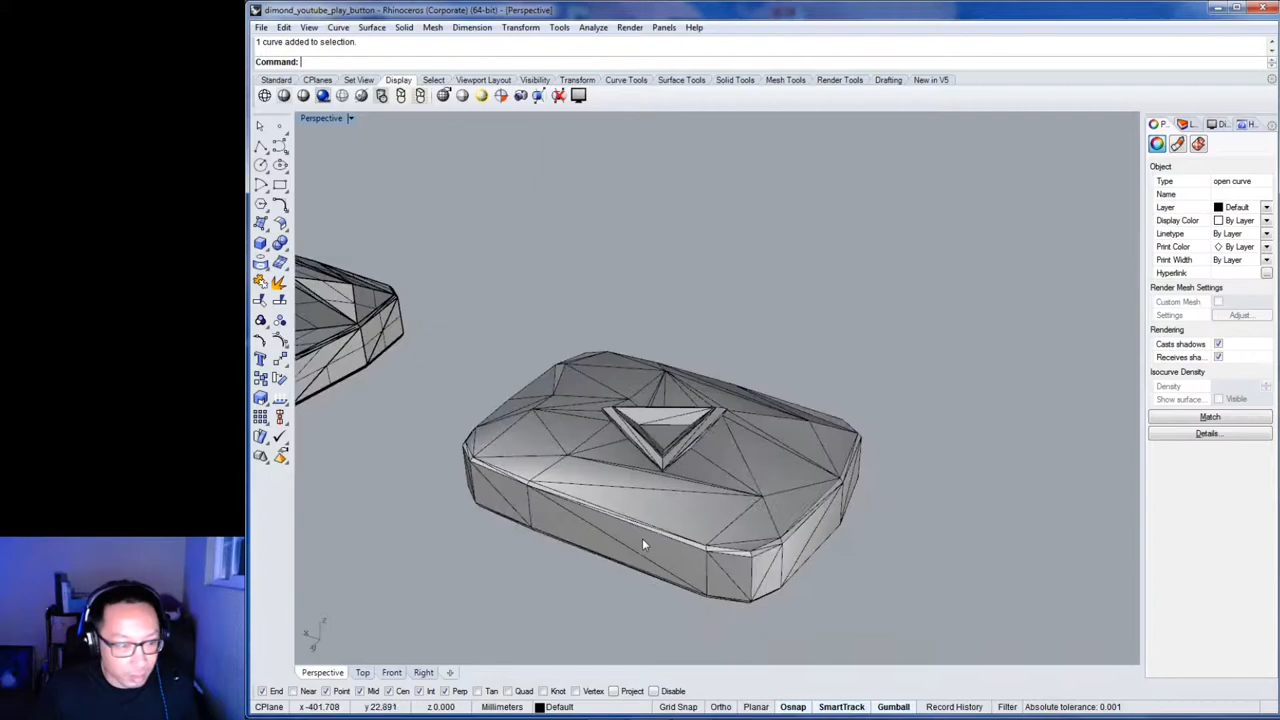 dimond_youtube_play_button - Rhinoceros (Corporate) (64-bit) - [Perspective]
File Edit View Curve Surface Solid Mesh Dimension Transform Tools Analyze Render Panels Help
1 curve added to selection.
Command:
Standard CPlanes Set View Display Select Viewport Layout Visibility Transform Curve Tools Surface Tools Solid Tools Mesh Tools Render Tools Drafting New in V5
Perspective
P... L... Di... H...
Object
Type open curve
Name
Layer Default
Display Color By Layer
Linetype By Layer
Print Color By Layer
Print Width By Layer
Hyperlink ...
Render Mesh Settings
Custom Mesh
Settings Adjust...
Rendering
Casts shadows
Receives sha...
Isocurve Density
Density
Show surface... Visible
Match
Details...
z
x
Perspective Top Front Right
End Near Point Mid Cen Int Perp Tan Quad Knot Vertex Project Disable
CPlane x -401.708 y 22.891 z 0.000 Millimeters Default Grid Snap Ortho Planar Osnap SmartTrack Gumball Record History Filter Absolute tolerance: 0.001